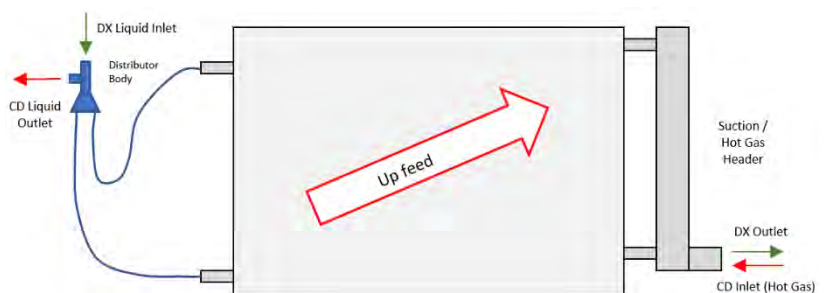 DX Liquid Inlet
Distributor
Body
CD Liquid
Outlet
Up feed
Suction /
Hot Gas
Header
DX Outlet
CD Inlet (Hot Gas)